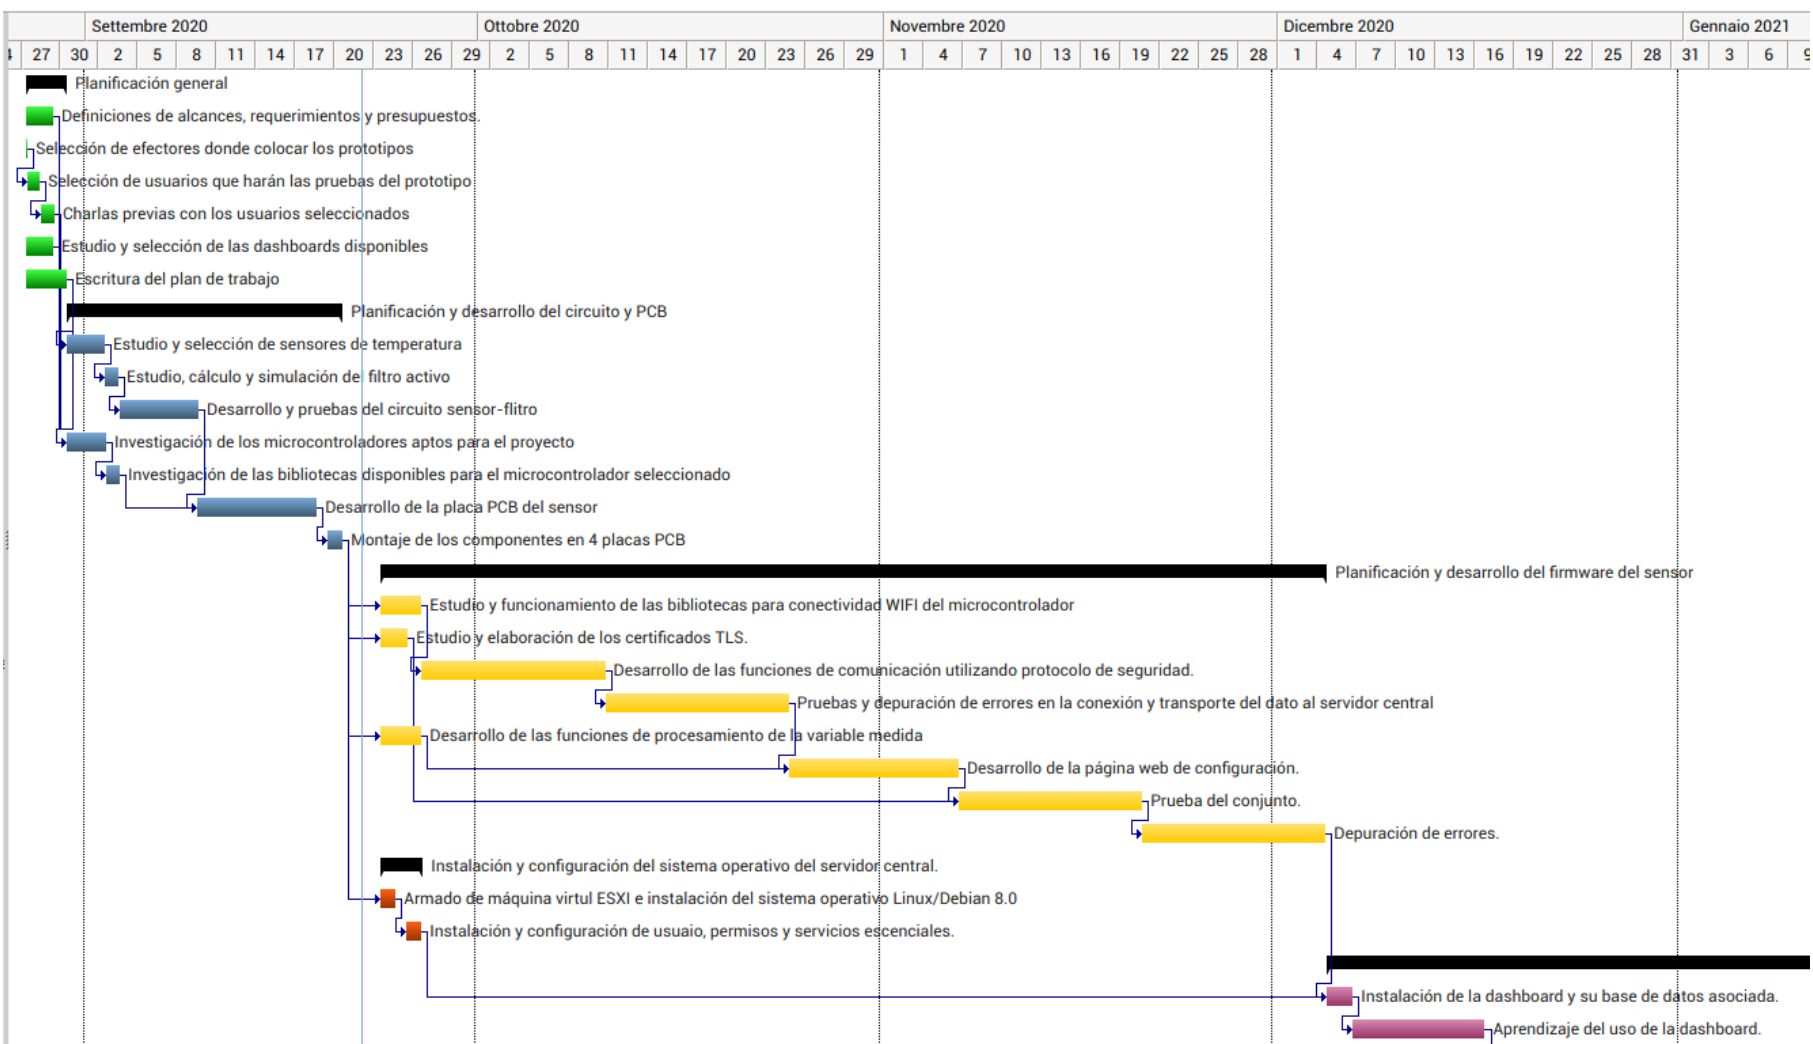 Settembre 2020 Ottobre 2020 Novembre 2020 Dicembre 2020 Gennaio 2021
4 27 30 2 5 8 11 14 17 20 23 26 29 2 5 8 11 14 17 20 23 26 29 1 4 7 10 13 16 19 22 25 28 1 4 7 10 13 16 19 22 25 28 31 3 6 9
Planificación general
Definiciones de alcances, requerimientos y presupuestos.
Selección de efectores donde colocar los prototipos
Selección de usuarios que harán las pruebas del prototipo
Charlas previas con los usuarios seleccionados
Estudio y selección de las dashboards disponibles
Escritura del plan de trabajo
Planificación y desarrollo del circuito y PCB
Estudio y selección de sensores de temperatura
Estudio, cálculo y simulación del filtro activo
Desarrollo y pruebas del circuito sensor-flitro
Investigación de los microcontroladores aptos para el proyecto
Investigación de las bibliotecas disponibles para el microcontrolador seleccionado
Desarrollo de la placa PCB del sensor
Montaje de los componentes en 4 placas PCB
Planificación y desarrollo del firmware del sensor
Estudio y funcionamiento de las bibliotecas para conectividad WIFI del microcontrolador
Estudio y elaboración de los certificados TLS.
Desarrollo de las funciones de comunicación utilizando protocolo de seguridad.
Pruebas y depuración de errores en la conexión y transporte del dato al servidor central
Desarrollo de las funciones de procesamiento de la variable medida
Desarrollo de la página web de configuración.
Prueba del conjunto.
Depuración de errores.
Instalación y configuración del sistema operativo del servidor central.
Armado de máquina virtul ESXI e instalación del sistema operativo Linux/Debian 8.0
Instalación y configuración de usuaio, permisos y servicios escenciales.
Instalación de la dashboard y su base de datos asociada.
Aprendizaje del uso de la dashboard.